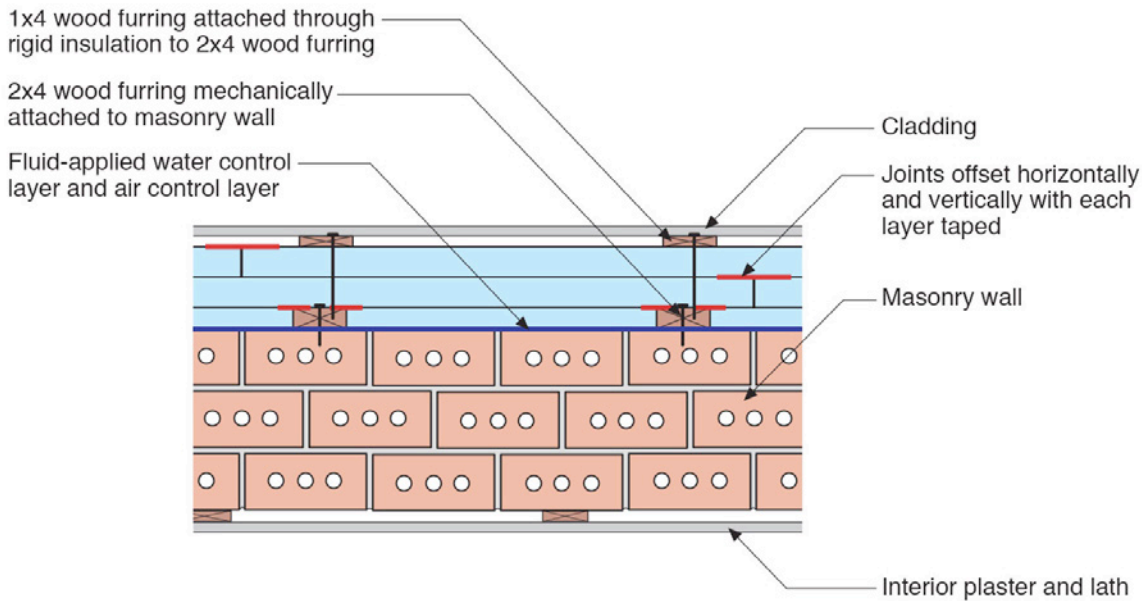 1x4 wood furring attached through
rigid insulation to 2x4 wood furring
2x4 wood furring mechanically
attached to masonry wall
Fluid-applied water control
layer and air control layer
Cladding
Joints offset horizontally
and vertically with each
layer taped
Masonry wall
Interior plaster and lath